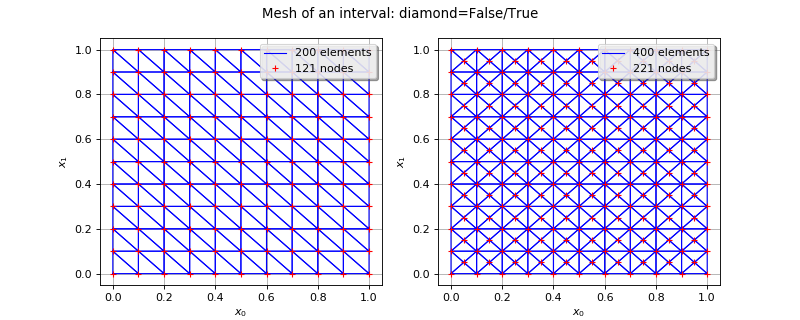 Mesh of an interval: diamond=False/True
200 elements
121 nodes
1.0
0.8
0.6
0.4
0.2
0.0
x₁
0.0 0.2 0.4 0.6 0.8 1.0
x₀
400 elements
221 nodes
1.0
0.8
0.6
0.4
0.2
0.0
x₁
0.0 0.2 0.4 0.6 0.8 1.0
x₀